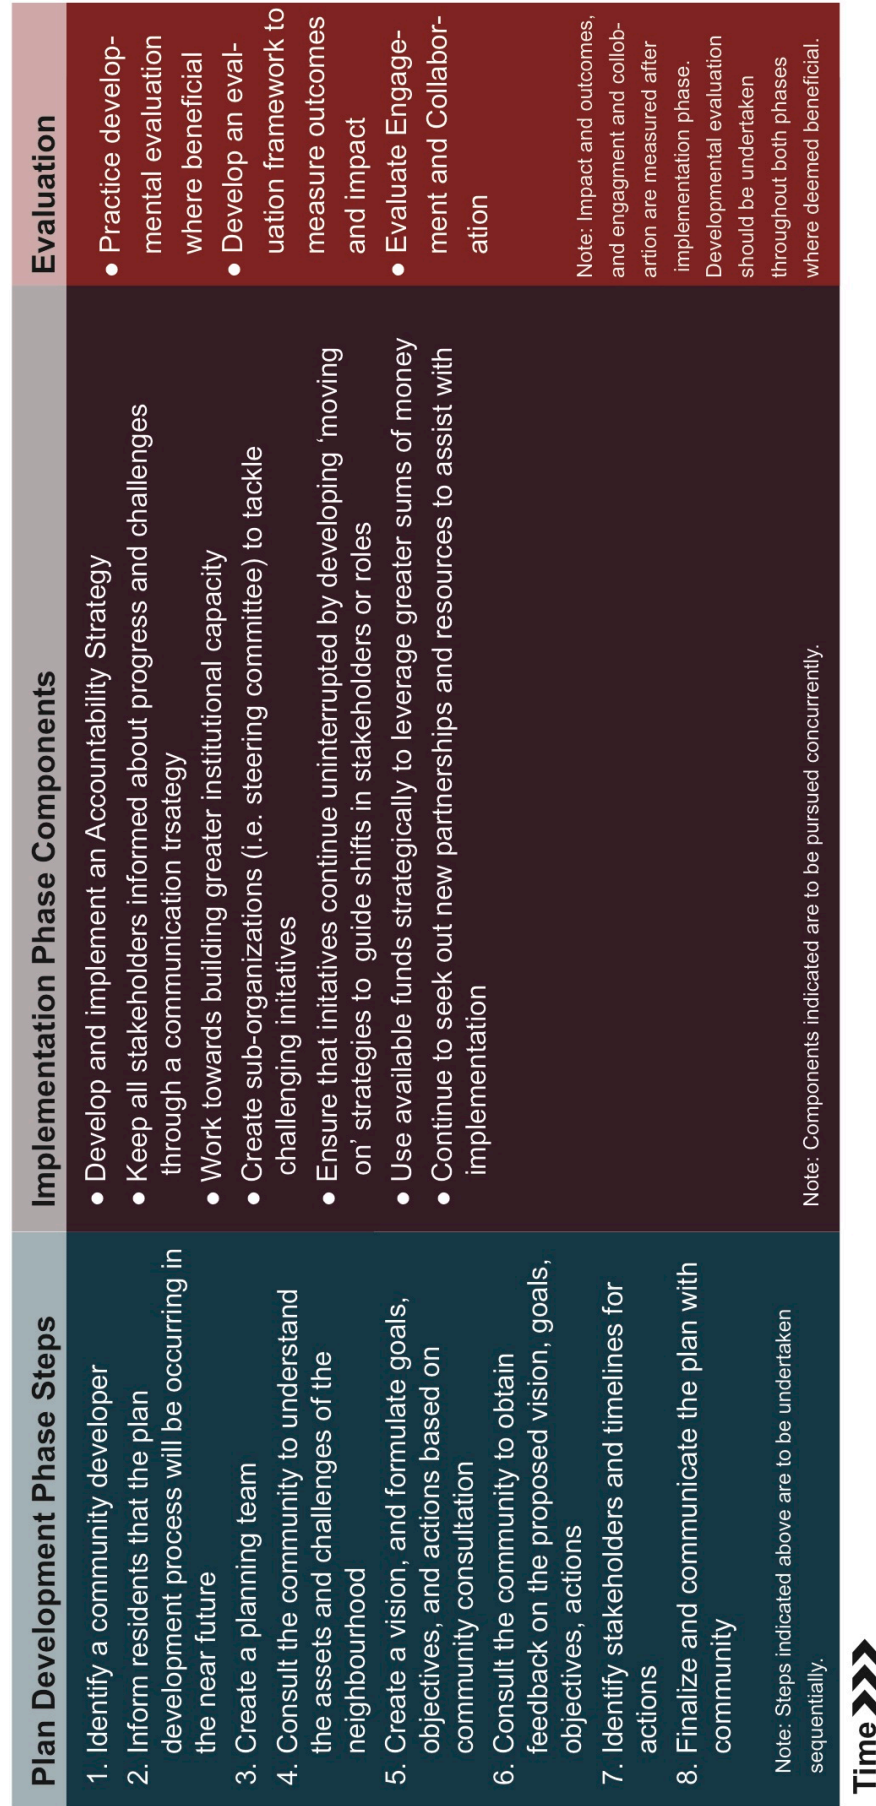 Plan Development Phase Steps
1. Identify a community developer
2. Inform residents that the plan
development process will be occurring in
the near future
3. Create a planning team
4. Consult the community to understand
the assets and challenges of the
neighbourhood
5. Create a vision, and formulate goals,
objectives, and actions based on
community consultation
6. Consult the community to obtain
feedback on the proposed vision, goals,
objectives, actions
7. Identify stakeholders and timelines for
actions
8. Finalize and communicate the plan with
community
Note: Steps indicated above are to be undertaken
sequentially.
Implementation Phase Components
● Develop and implement an Accountability Strategy
● Keep all stakeholders informed about progress and challenges
through a communication trsategy
● Work towards building greater institutional capacity
● Create sub-organizations (i.e. steering committee) to tackle
challenging initatives
● Ensure that initatives continue uninterrupted by developing ‘moving
on’ strategies to guide shifts in stakeholders or roles
● Use available funds strategically to leverage greater sums of money
● Continue to seek out new partnerships and resources to assist with
implementation
Note: Components indicated are to be pursued concurrently.
Evaluation
● Practice develop-
mental evaluation
where beneficial
● Develop an eval-
uation framework to
measure outcomes
and impact
● Evaluate Engage-
ment and Collabor-
ation
Note: Impact and outcomes,
and engagment and collob-
artion are measured after
implementation phase.
Developmental evaluation
should be undertaken
throughout both phases
where deemed beneficial.
Time